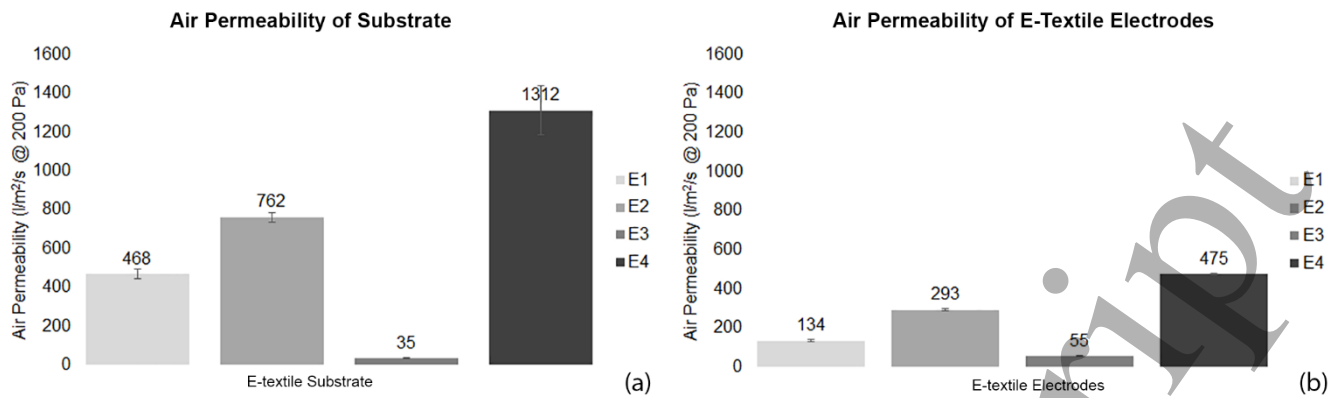 Air Permeability of Substrate
Air Permeability (l/m²/s @ 200 Pa)
1600
1400
1200
1000
800
600
400
200
0
468
762
35
1312
E1
E2
E3
E4
E-textile Substrate
(a)
Air Permeability of E-Textile Electrodes
Air Permeability (l/m²/s @ 200 Pa)
1600
1400
1200
1000
800
600
400
200
0
134
293
55
475
E1
E2
E3
E4
E-textile Electrodes
(b)
ript